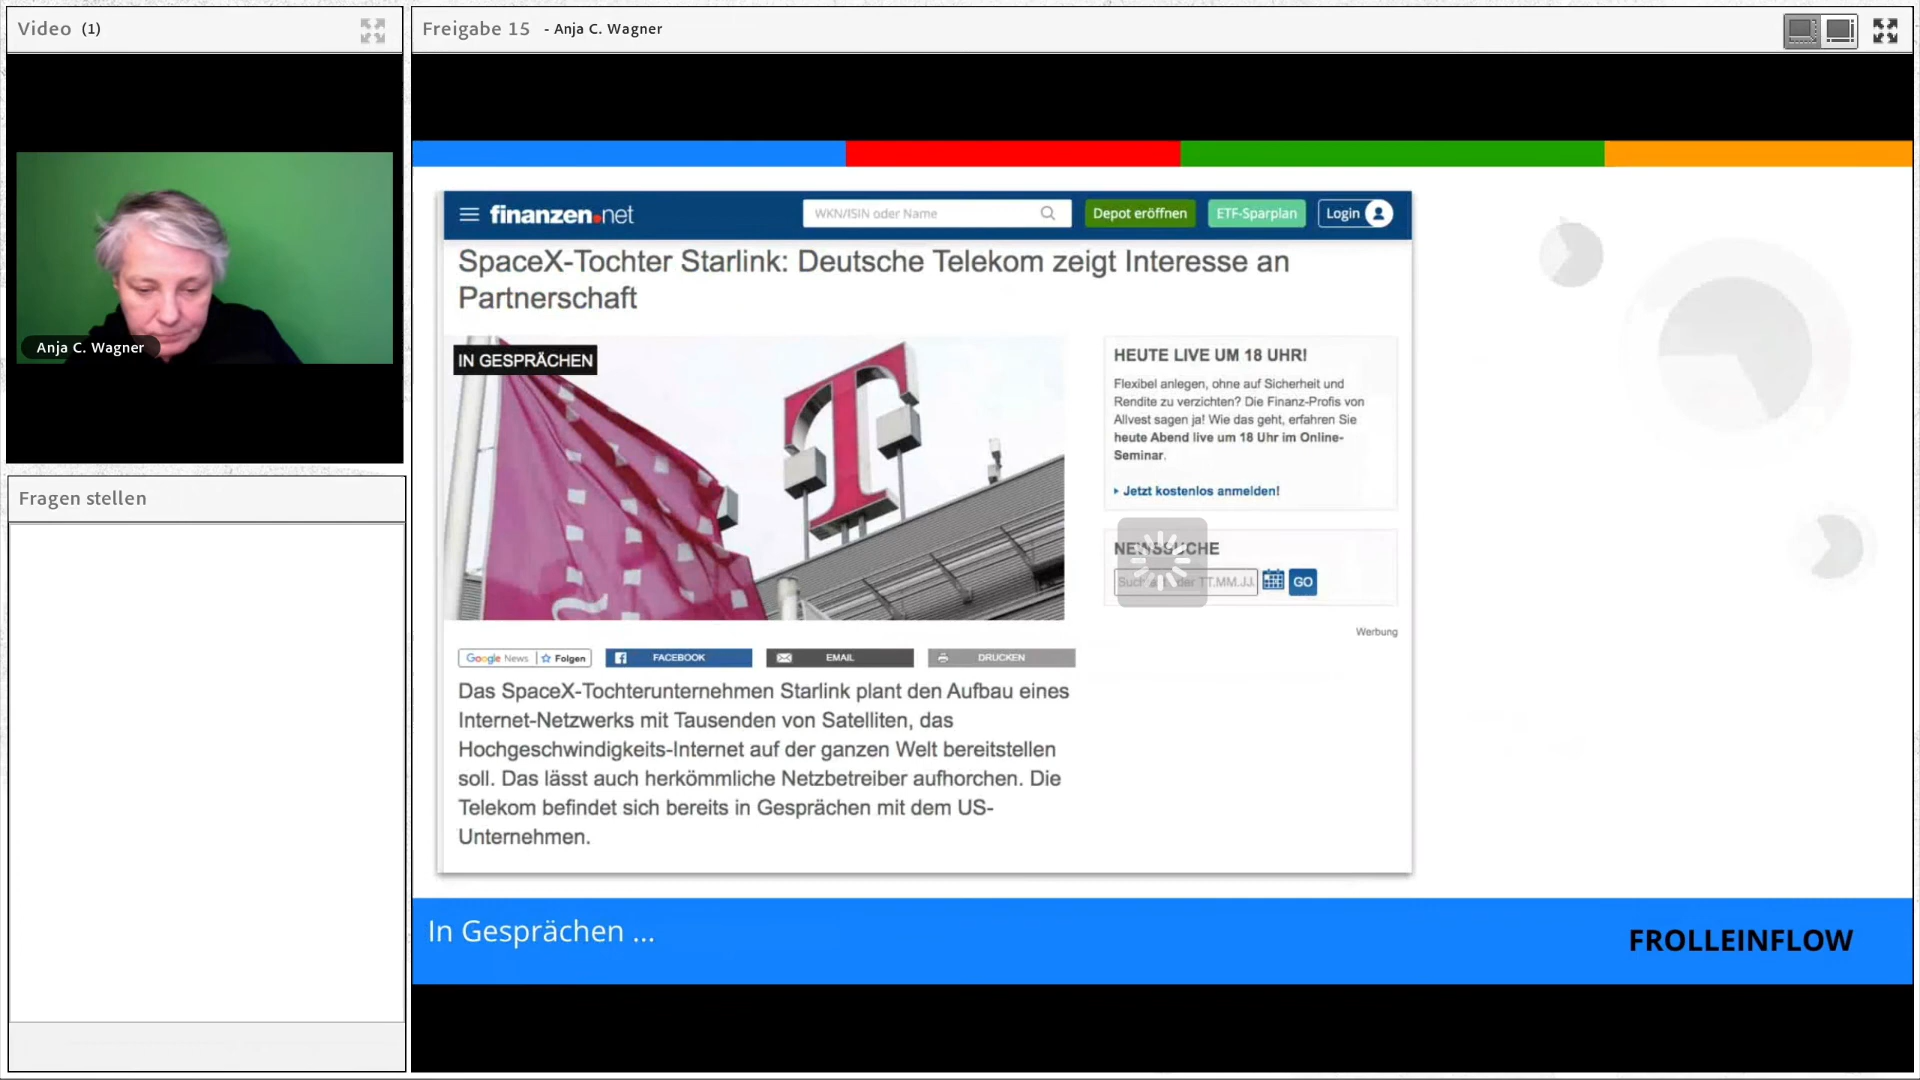 Video (1)
Freigabe 15 - Anja C. Wagner
Anja C. Wagner
Fragen stellen
finanzen.net
WKN/ISIN oder Name
Depot eröffnen
ETF-Sparplan
Login
SpaceX-Tochter Starlink: Deutsche Telekom zeigt Interesse an
Partnerschaft
IN GESPRÄCHEN
T
HEUTE LIVE UM 18 UHR!
Flexibel anlegen, ohne auf Sicherheit und
Rendite zu verzichten? Die Finanz-Profis von
Allvest sagen ja! Wie das geht, erfahren Sie
heute Abend live um 18 Uhr im Online-
Seminar.
Jetzt kostenlos anmelden!
NEWSSUCHE
TT.MM.JJ
GO
Werbung
Google News Folgen
FACEBOOK
EMAIL
DRUCKEN
Das SpaceX-Tochterunternehmen Starlink plant den Aufbau eines
Internet-Netzwerks mit Tausenden von Satelliten, das
Hochgeschwindigkeits-Internet auf der ganzen Welt bereitstellen
soll. Das lässt auch herkömmliche Netzbetreiber aufhorchen. Die
Telekom befindet sich bereits in Gesprächen mit dem US-
Unternehmen.
In Gesprächen ...
FROLLEINFLOW